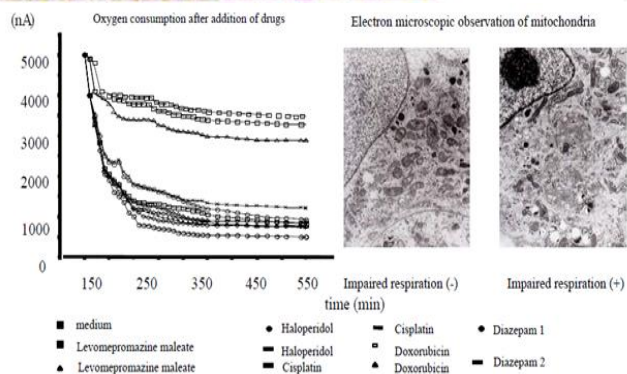 (nA) Oxygen consumption after addition of drugs
Electron microscopic observation of mitochondria
5000
4000
3000
2000
1000
1000
0
150 250 350 450 550
time (min)
Impaired respiration (-) Impaired respiration (+)
medium
Levomepromazine maleate
Levomepromazine maleate
Haloperidol
Haloperidol
Cisplatin
Cisplatin
Doxorubicin
Doxorubicin
Diazepam 1
Diazepam 2